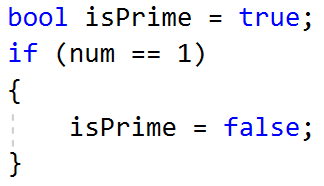 bool isPrime = true;
if (num == 1)
{
    isPrime = false;
}